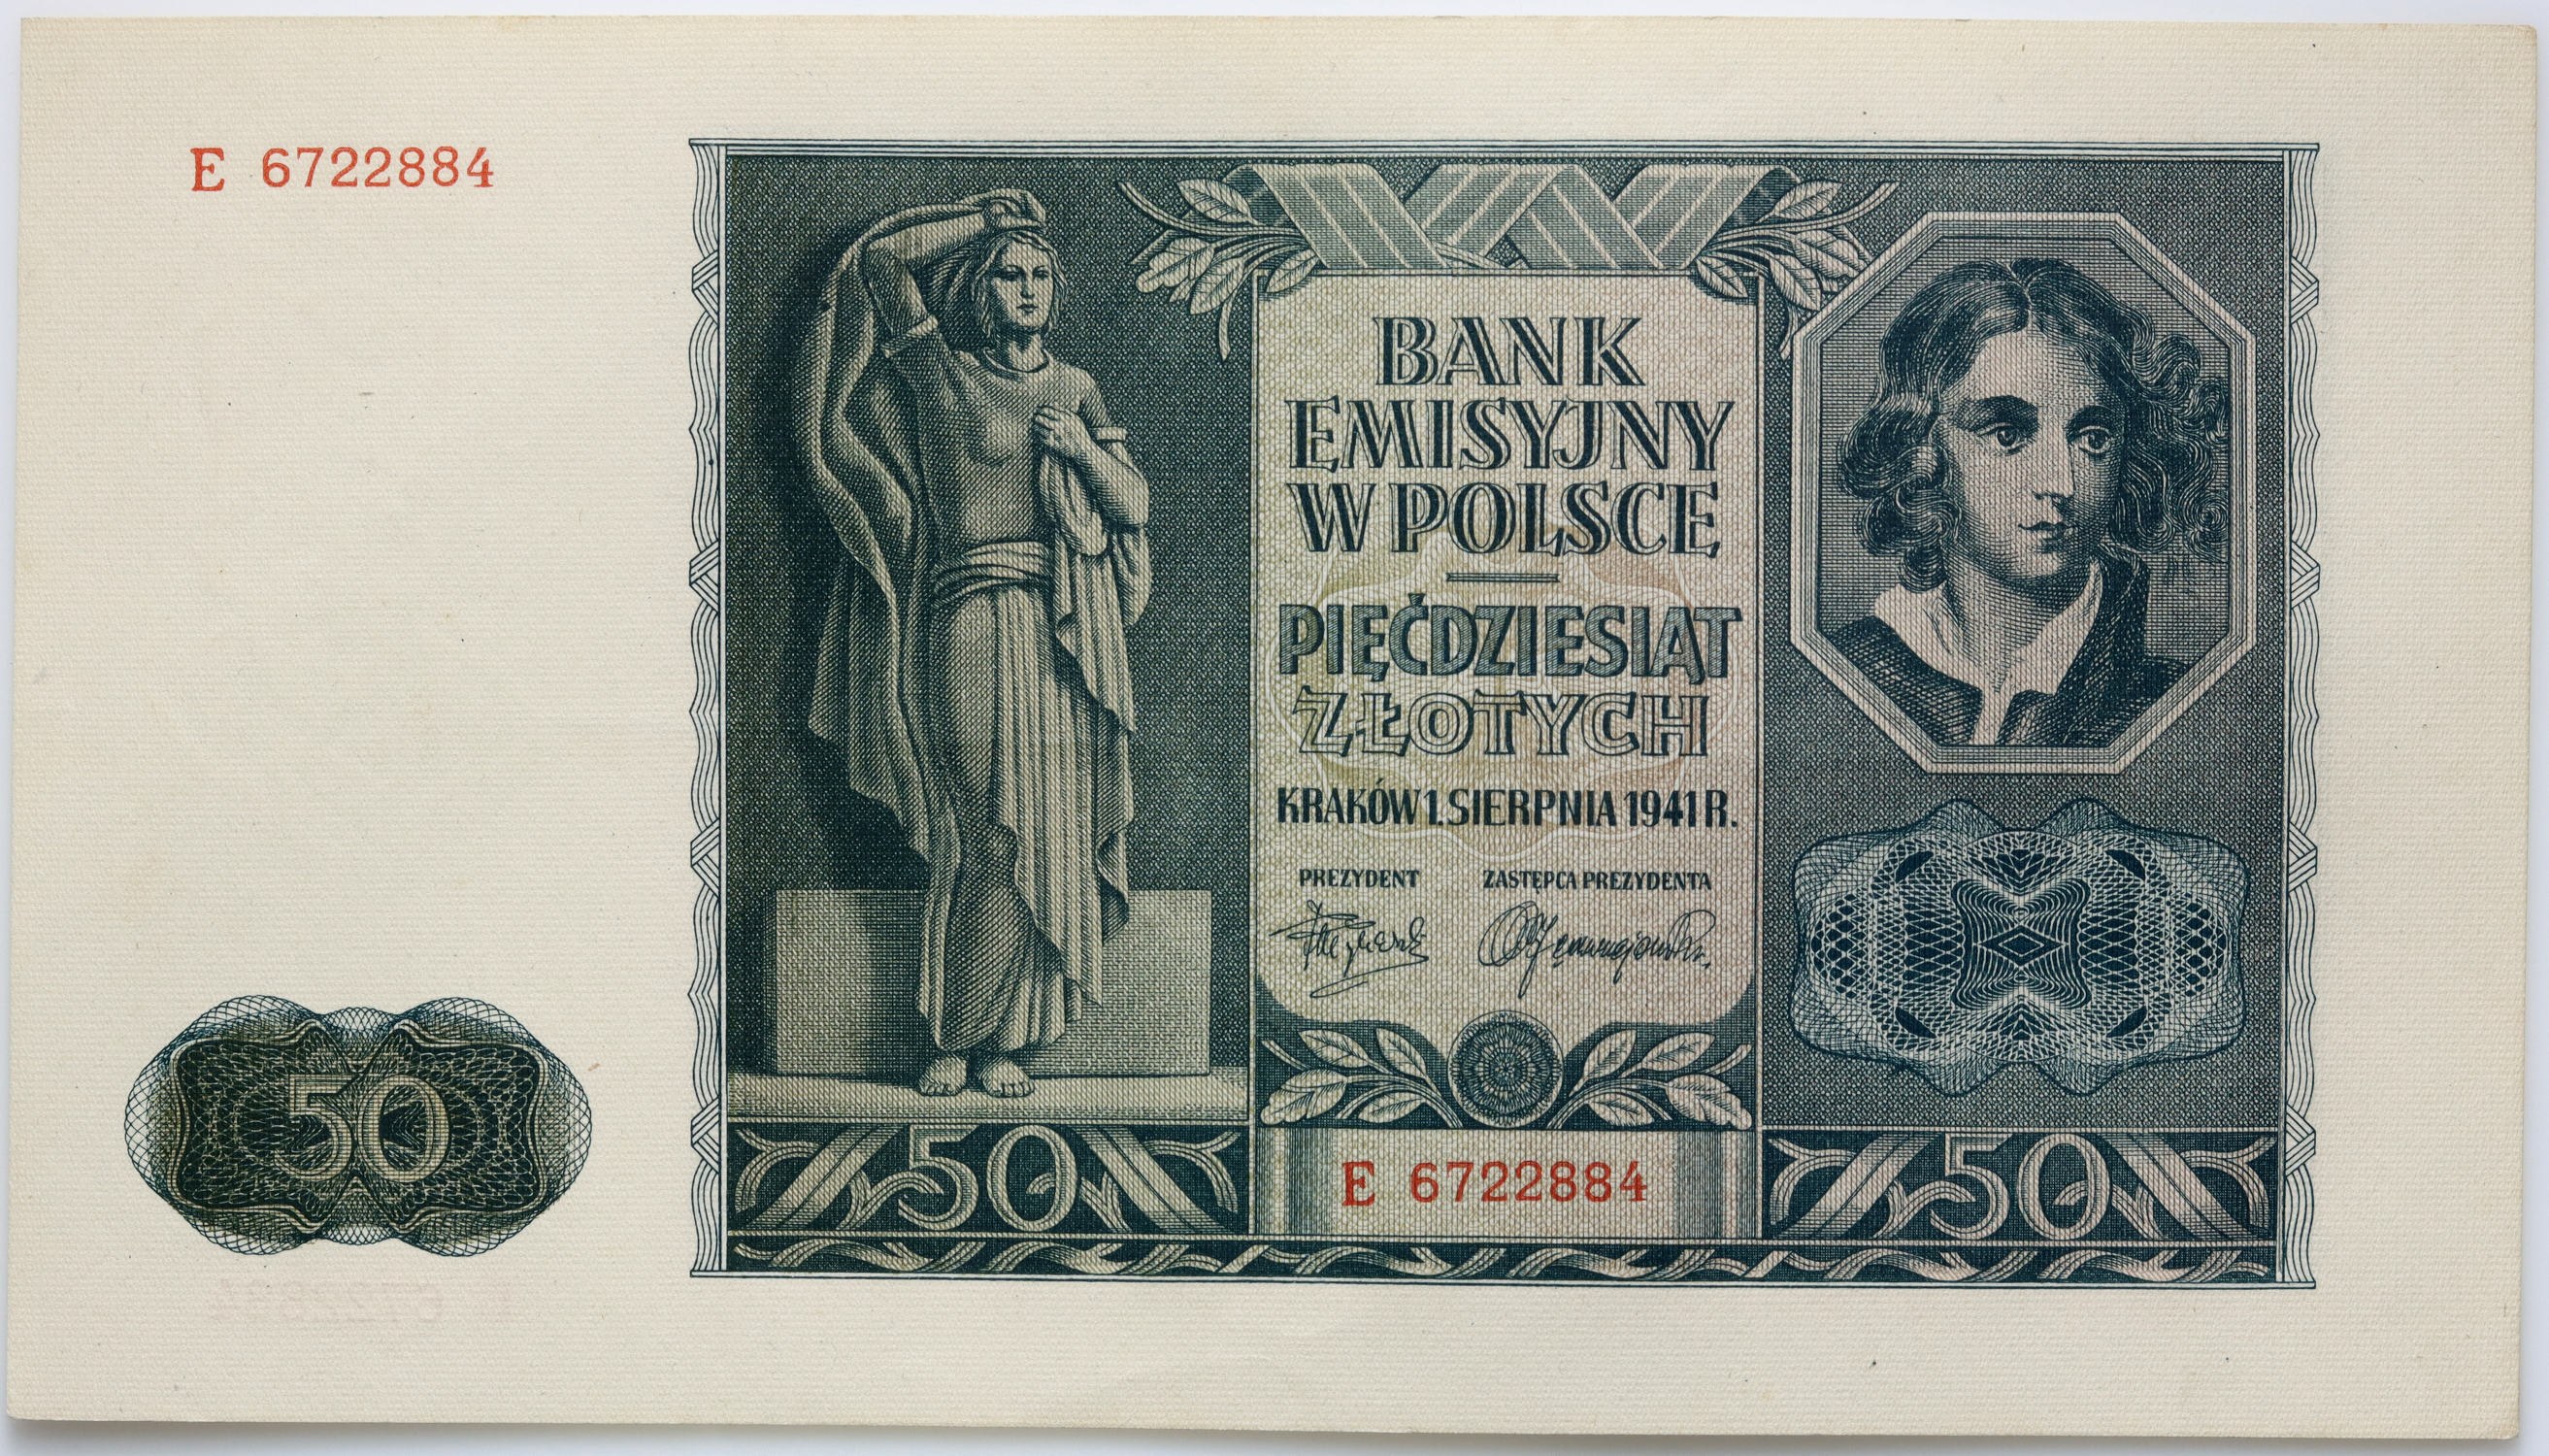 E 6722884
BANK
EMISYJNY
W POLSCE
PIĘĆDZIESIĄT
ZŁOTYCH
KRAKÓW 1. SIERPNIA 1941 R.
PREZYDENT ZASTĘPCA PREZYDENTA
50
50
E 6722884
50